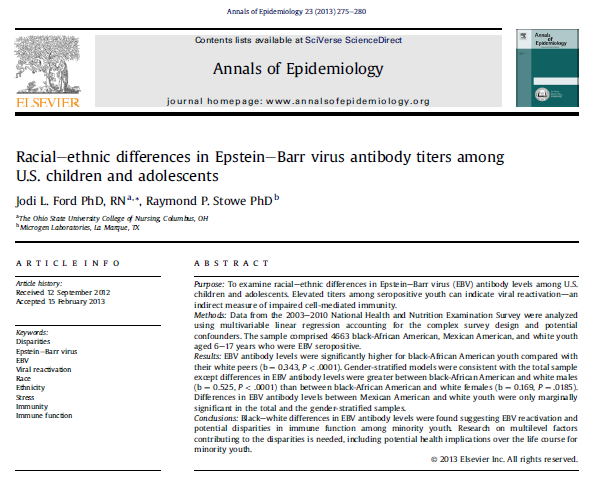 Annals of Epidemiology 23 (2013) 275–280
Contents lists available at SciVerse ScienceDirect
Annals of Epidemiology
journal homepage: www.annalsofepidemiology.org
ELSEVIER
Annals
of
Epidemiology
Racial–ethnic differences in Epstein–Barr virus antibody titers among
U.S. children and adolescents
Jodi L. Ford PhD, RN a,*, Raymond P. Stowe PhD b
a The Ohio State University College of Nursing, Columbus, OH
b Microgen Laboratories, La Marque, TX
ARTICLE INFO
Article history:
Received 12 September 2012
Accepted 15 February 2013
Keywords:
Disparities
Epstein–Barr virus
EBV
Viral reactivation
Race
Ethnicity
Stress
Immunity
Immune function
ABSTRACT
Purpose: To examine racial–ethnic differences in Epstein–Barr virus (EBV) antibody levels among U.S.
children and adolescents. Elevated titers among seropositive youth can indicate viral reactivation—an
indirect measure of impaired cell-mediated immunity.
Methods: Data from the 2003–2010 National Health and Nutrition Examination Survey were analyzed
using multivariable linear regression accounting for the complex survey design and potential
confounders. The sample comprised 4663 black-African American, Mexican American, and white youth
aged 6–17 years who were EBV seropositive.
Results: EBV antibody levels were significantly higher for black-African American youth compared with
their white peers (b = 0.343, P < .0001). Gender-stratified models were consistent with the total sample
except differences in EBV antibody levels were greater between black-African American and white males
(b = 0.525, P < .0001) than between black-African American and white females (b = 0.169, P = .0185).
Differences in EBV antibody levels between Mexican American and white youth were only marginally
significant in the total and the gender-stratified samples.
Conclusions: Black–white differences in EBV antibody levels were found suggesting EBV reactivation and
potential disparities in immune function among minority youth. Research on multilevel factors
contributing to the disparities is needed, including potential health implications over the life course for
minority youth.
© 2013 Elsevier Inc. All rights reserved.